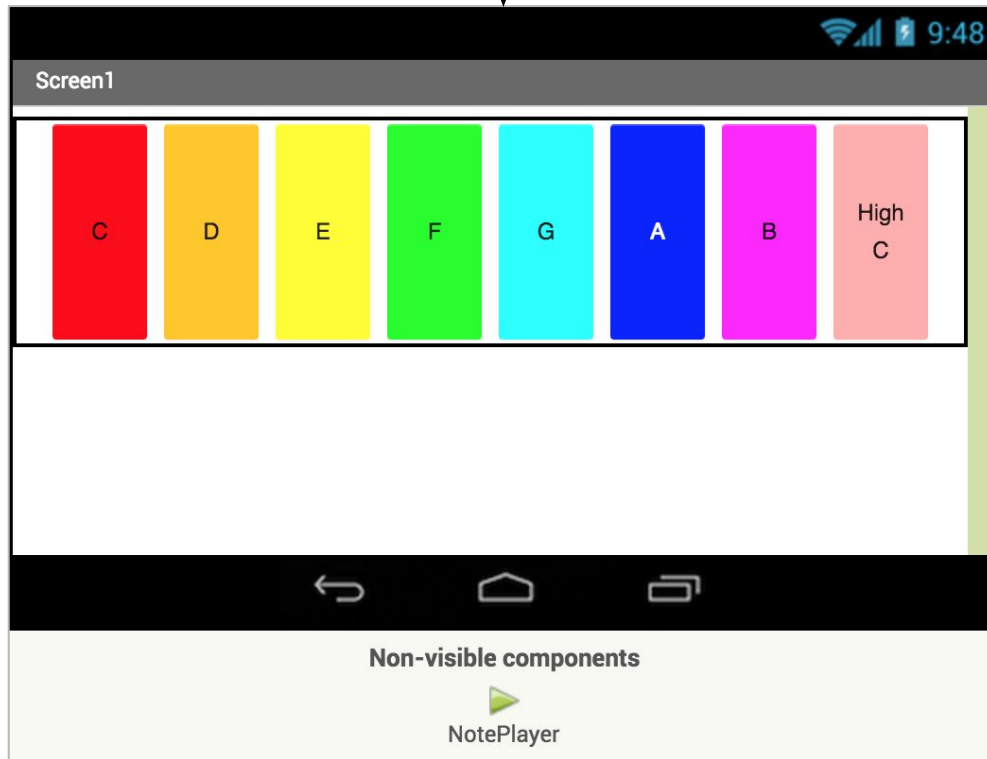 9:48
Screen1
C D E F G A B High
C
Non-visible components
NotePlayer